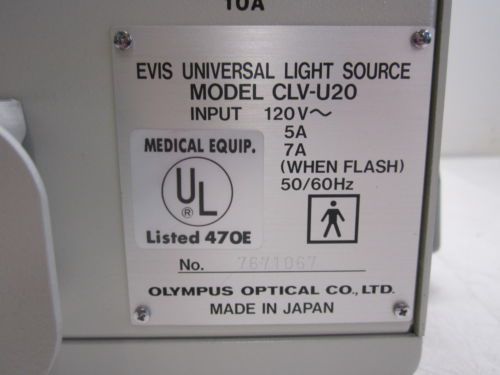 10A
EVIS UNIVERSAL LIGHT SOURCE
MODEL CLV-U20
INPUT 120V～
5A
7A
(WHEN FLASH)
50/60Hz
MEDICAL EQUIP.
UL
®
Listed 470E
No. 7671067
OLYMPUS OPTICAL CO., LTD.
MADE IN JAPAN